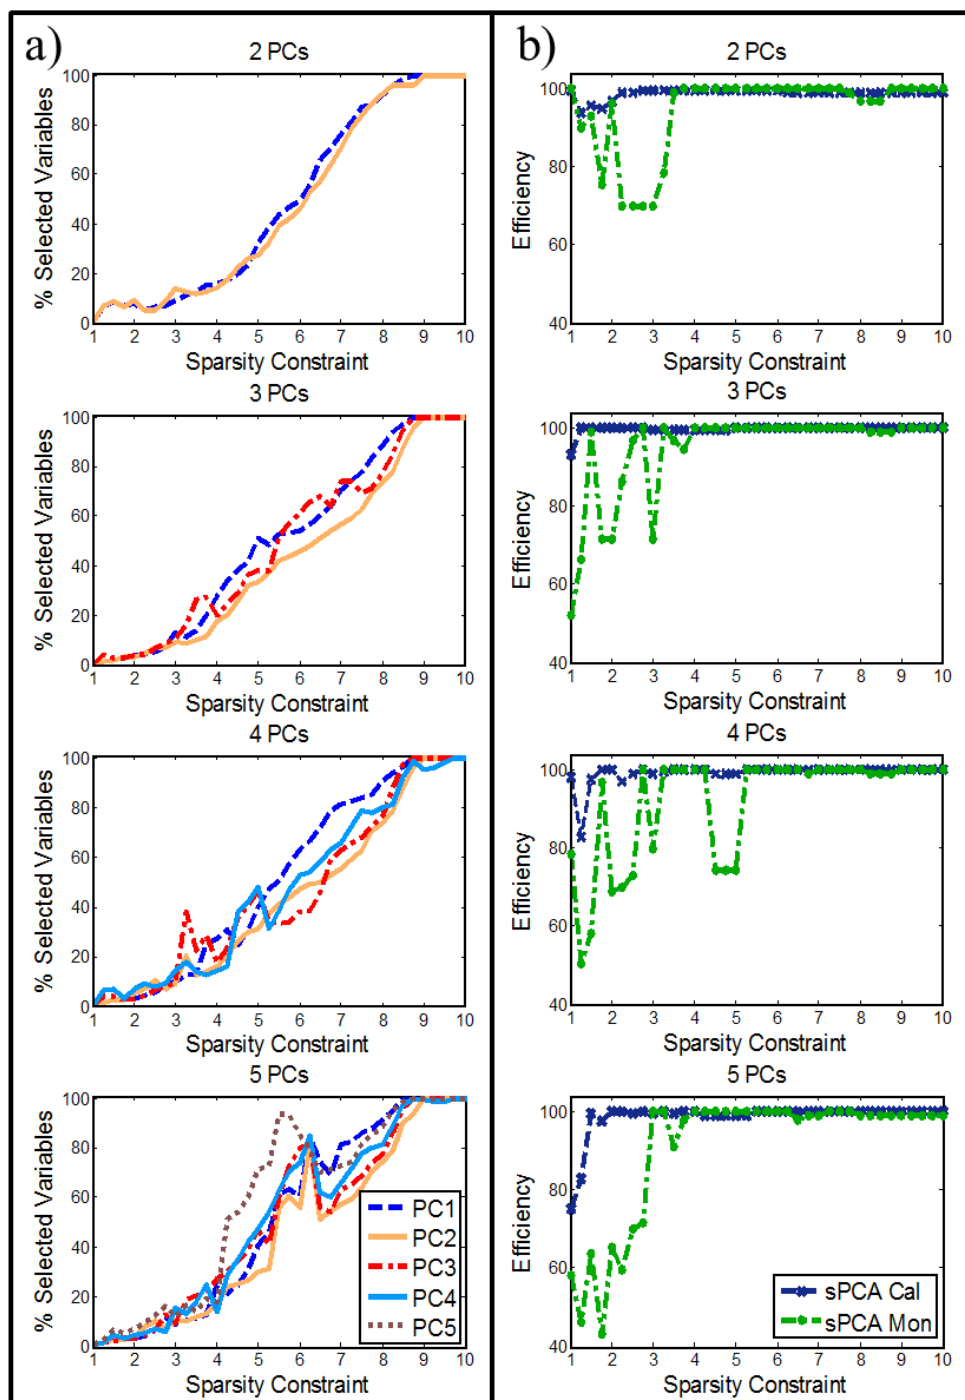 a)
2 PCs
% Selected Variables
100
80
60
40
20
0
1 2 3 4 5 6 7 8 9 10
Sparsity Constraint
3 PCs
% Selected Variables
100
80
60
40
20
0
1 2 3 4 5 6 7 8 9 10
Sparsity Constraint
4 PCs
% Selected Variables
100
80
60
40
20
0
1 2 3 4 5 6 7 8 9 10
Sparsity Constraint
5 PCs
% Selected Variables
100
80
60
40
20
0
1 2 3 4 5 6 7 8 9 10
Sparsity Constraint
PC1
PC2
PC3
PC4
PC5
b)
2 PCs
Efficiency
100
80
60
40
1 2 3 4 5 6 7 8 9 10
Sparsity Constraint
3 PCs
Efficiency
100
80
60
40
1 2 3 4 5 6 7 8 9 10
Sparsity Constraint
4 PCs
Efficiency
100
80
60
40
1 2 3 4 5 6 7 8 9 10
Sparsity Constraint
5 PCs
Efficiency
100
80
60
40
1 2 3 4 5 6 7 8 9 10
Sparsity Constraint
sPCA Cal
sPCA Mon